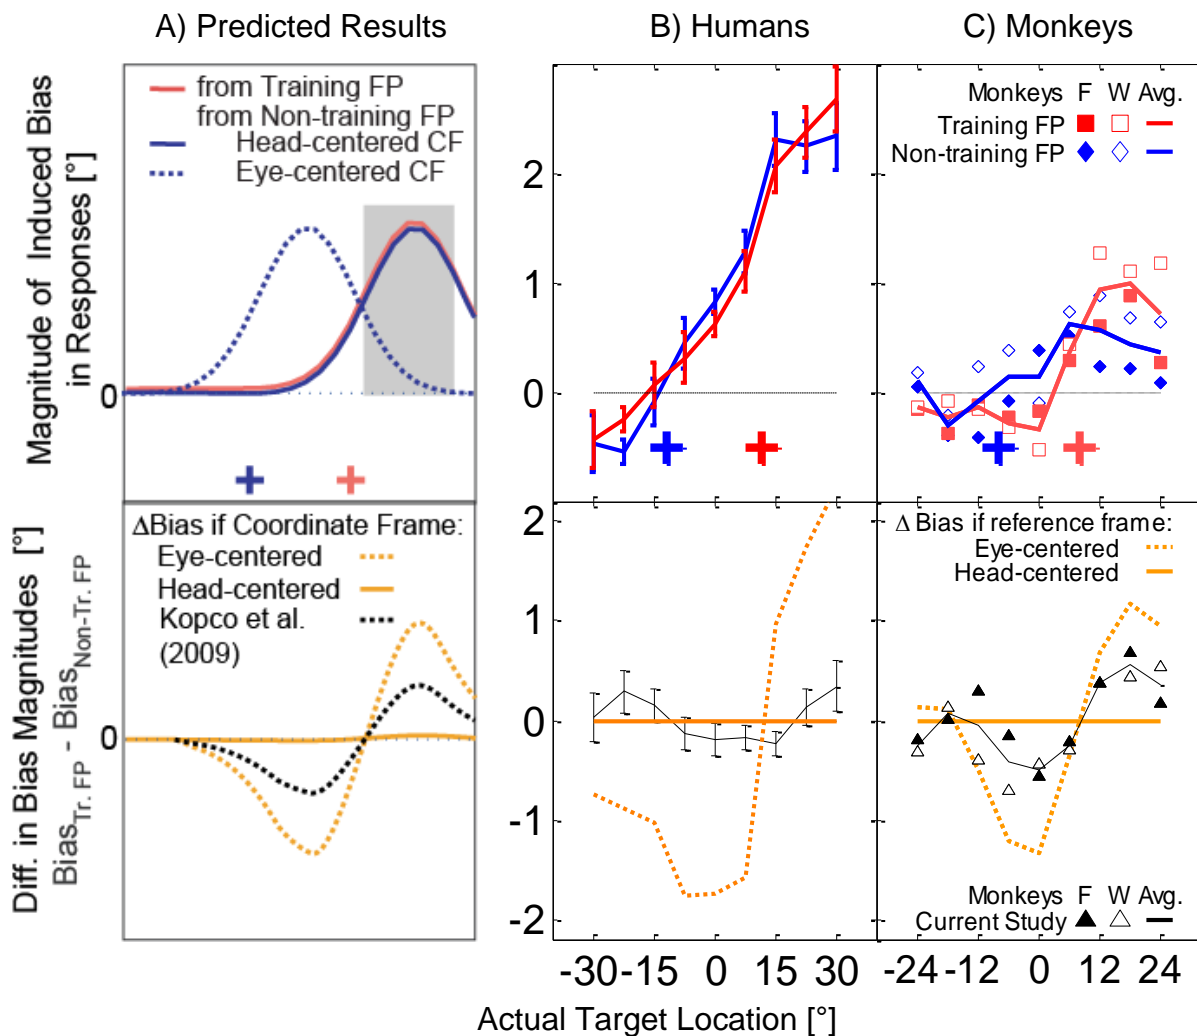 A) Predicted Results
B) Humans
C) Monkeys
Magnitude of Induced Bias
in Responses [°]
from Training FP
from Non-training FP
Head-centered CF
Eye-centered CF
0
2
1
0
Monkeys F W Avg.
Training FP
Non-training FP
Diff. in Bias Magnitudes [°]
BiasTr. FP - BiasNon-Tr. FP
ΔBias if Coordinate Frame:
Eye-centered
Head-centered
Kopco et al.
(2009)
0
2
1
0
-1
-2
Δ Bias if reference frame:
Eye-centered
Head-centered
Monkeys F W Avg.
Current Study
-30 -15 0 15 30
-24 -12 0 12 24
Actual Target Location [°]